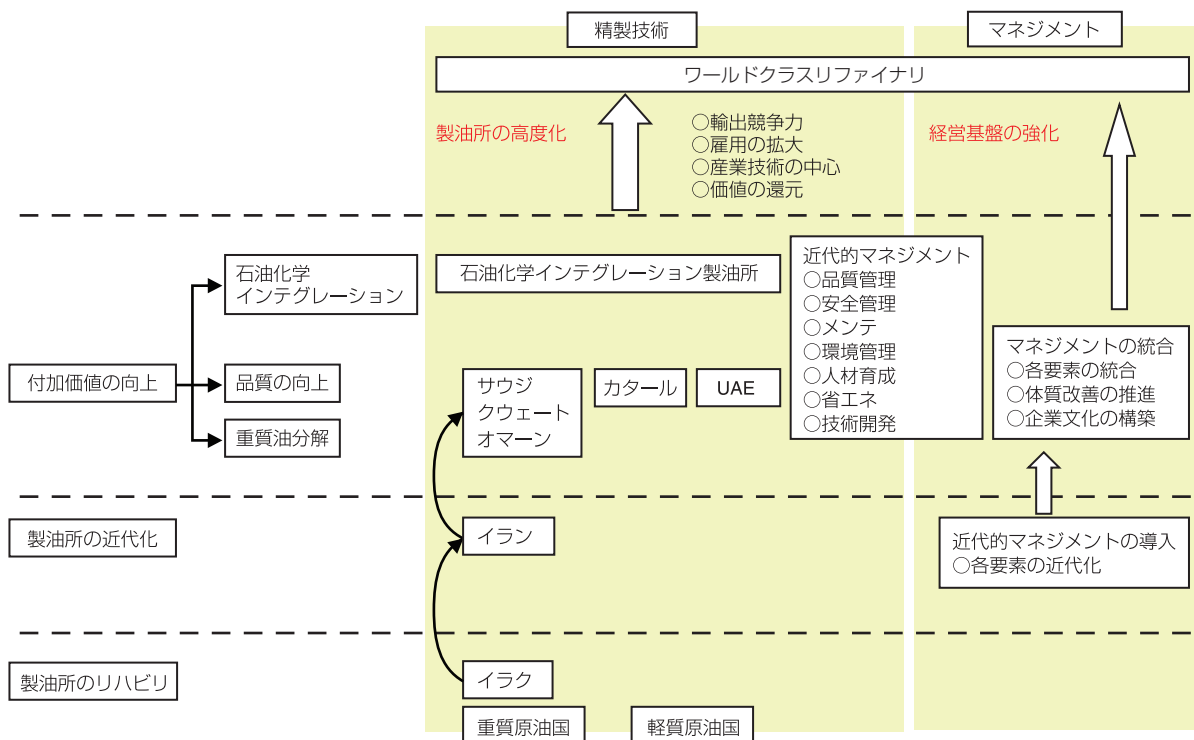 精製技術
マネジメント
ワールドクラスリファイナリ
製油所の高度化
○輸出競争力
○雇用の拡大
○産業技術の中心
○価値の還元
経営基盤の強化
石油化学
インテグレーション
石油化学インテグレーション製油所
近代的マネジメント
○品質管理
○安全管理
○メンテ
○環境管理
○人材育成
○省エネ
○技術開発
マネジメントの統合
○各要素の統合
○体質改善の推進
○企業文化の構築
付加価値の向上
品質の向上
重質油分解
サウジ
クウェート
オマーン
カタール
UAE
製油所の近代化
イラン
近代的マネジメントの導入
○各要素の近代化
製油所のリハビリ
イラク
重質原油国
軽質原油国